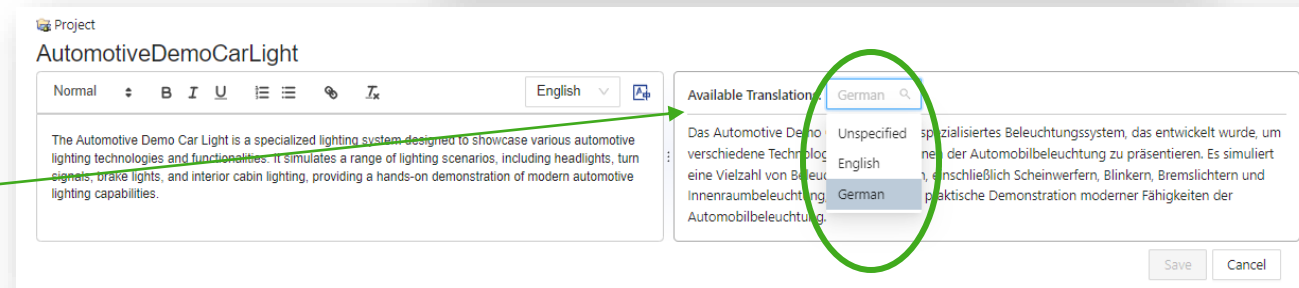 Project
AutomotiveDemoCarLight
Normal B I U Tx English
Available Translations: German
The Automotive Demo Car Light is a specialized lighting system designed to showcase various automotive
lighting technologies and functionalities. It simulates a range of lighting scenarios, including headlights, turn
signals, brake lights, and interior cabin lighting, providing a hands-on demonstration of modern automotive
lighting capabilities.
Unspecified
English
German
Das Automotive Demo spezialisiertes Beleuchtungssystem, das entwickelt wurde, um
verschiedene der Automobilbeleuchtung zu präsentieren. Es simuliert
eine Vielzahl von einschließlich Scheinwerfern, Blinkern, Bremslichtern und
praktische Demonstration moderner Fähigkeiten der
Automobilbeleuchtung.
Save Cancel